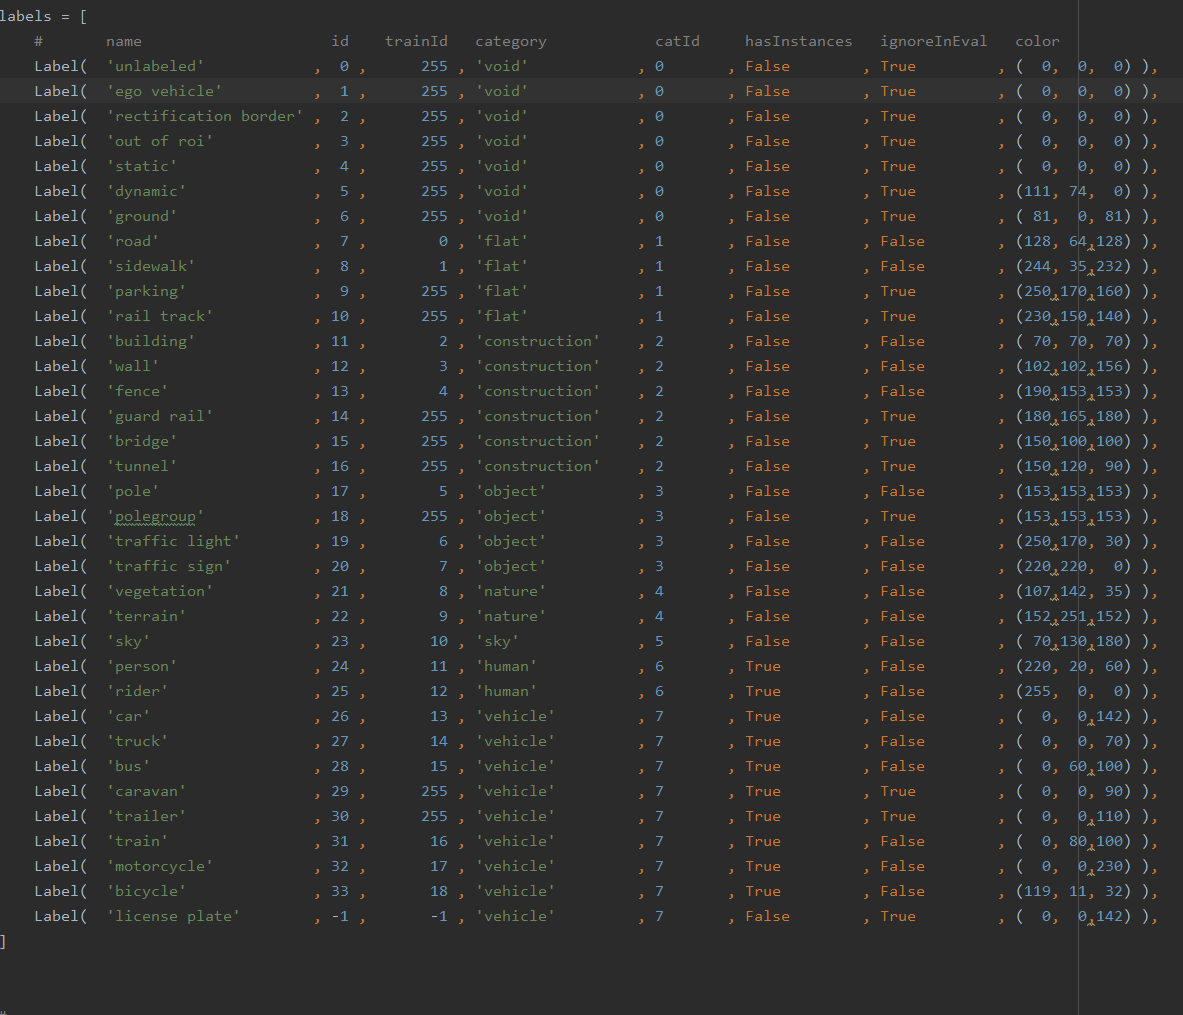 labels = [
    #       name                     id    trainId   category            catId     hasInstances   ignoreInEval   color
    Label(  'unlabeled'            ,  0 ,      255 , 'void'            , 0       , False        , True         , (  0,  0,  0) ),
    Label(  'ego vehicle'          ,  1 ,      255 , 'void'            , 0       , False        , True         , (  0,  0,  0) ),
    Label(  'rectification border' ,  2 ,      255 , 'void'            , 0       , False        , True         , (  0,  0,  0) ),
    Label(  'out of roi'           ,  3 ,      255 , 'void'            , 0       , False        , True         , (  0,  0,  0) ),
    Label(  'static'               ,  4 ,      255 , 'void'            , 0       , False        , True         , (  0,  0,  0) ),
    Label(  'dynamic'              ,  5 ,      255 , 'void'            , 0       , False        , True         , (111, 74,  0) ),
    Label(  'ground'               ,  6 ,      255 , 'void'            , 0       , False        , True         , ( 81,  0, 81) ),
    Label(  'road'                 ,  7 ,        0 , 'flat'            , 1       , False        , False        , (128, 64,128) ),
    Label(  'sidewalk'             ,  8 ,        1 , 'flat'            , 1       , False        , False        , (244, 35,232) ),
    Label(  'parking'              ,  9 ,      255 , 'flat'            , 1       , False        , True         , (250,170,160) ),
    Label(  'rail track'           , 10 ,      255 , 'flat'            , 1       , False        , True         , (230,150,140) ),
    Label(  'building'             , 11 ,        2 , 'construction'    , 2       , False        , False        , ( 70, 70, 70) ),
    Label(  'wall'                 , 12 ,        3 , 'construction'    , 2       , False        , False        , (102,102,156) ),
    Label(  'fence'                , 13 ,        4 , 'construction'    , 2       , False        , False        , (190,153,153) ),
    Label(  'guard rail'           , 14 ,      255 , 'construction'    , 2       , False        , True         , (180,165,180) ),
    Label(  'bridge'               , 15 ,      255 , 'construction'    , 2       , False        , True         , (150,100,100) ),
    Label(  'tunnel'               , 16 ,      255 , 'construction'    , 2       , False        , True         , (150,120, 90) ),
    Label(  'pole'                 , 17 ,        5 , 'object'          , 3       , False        , False        , (153,153,153) ),
    Label(  'polegroup'            , 18 ,      255 , 'object'          , 3       , False        , True         , (153,153,153) ),
    Label(  'traffic light'        , 19 ,        6 , 'object'          , 3       , False        , False        , (250,170, 30) ),
    Label(  'traffic sign'         , 20 ,        7 , 'object'          , 3       , False        , False        , (220,220,  0) ),
    Label(  'vegetation'           , 21 ,        8 , 'nature'          , 4       , False        , False        , (107,142, 35) ),
    Label(  'terrain'              , 22 ,        9 , 'nature'          , 4       , False        , False        , (152,251,152) ),
    Label(  'sky'                  , 23 ,       10 , 'sky'             , 5       , False        , False        , ( 70,130,180) ),
    Label(  'person'               , 24 ,       11 , 'human'           , 6       , True         , False        , (220, 20, 60) ),
    Label(  'rider'                , 25 ,       12 , 'human'           , 6       , True         , False        , (255,  0,  0) ),
    Label(  'car'                  , 26 ,       13 , 'vehicle'         , 7       , True         , False        , (  0,  0,142) ),
    Label(  'truck'                , 27 ,       14 , 'vehicle'         , 7       , True         , False        , (  0,  0, 70) ),
    Label(  'bus'                  , 28 ,       15 , 'vehicle'         , 7       , True         , False        , (  0, 60,100) ),
    Label(  'caravan'              , 29 ,      255 , 'vehicle'         , 7       , True         , True         , (  0,  0, 90) ),
    Label(  'trailer'              , 30 ,      255 , 'vehicle'         , 7       , True         , True         , (  0,  0,110) ),
    Label(  'train'                , 31 ,       16 , 'vehicle'         , 7       , True         , False        , (  0, 80,100) ),
    Label(  'motorcycle'           , 32 ,       17 , 'vehicle'         , 7       , True         , False        , (  0,  0,230) ),
    Label(  'bicycle'              , 33 ,       18 , 'vehicle'         , 7       , True         , False        , (119, 11, 32) ),
    Label(  'license plate'        , -1 ,       -1 , 'vehicle'         , 7       , False        , True         , (  0,  0,142) ),
]